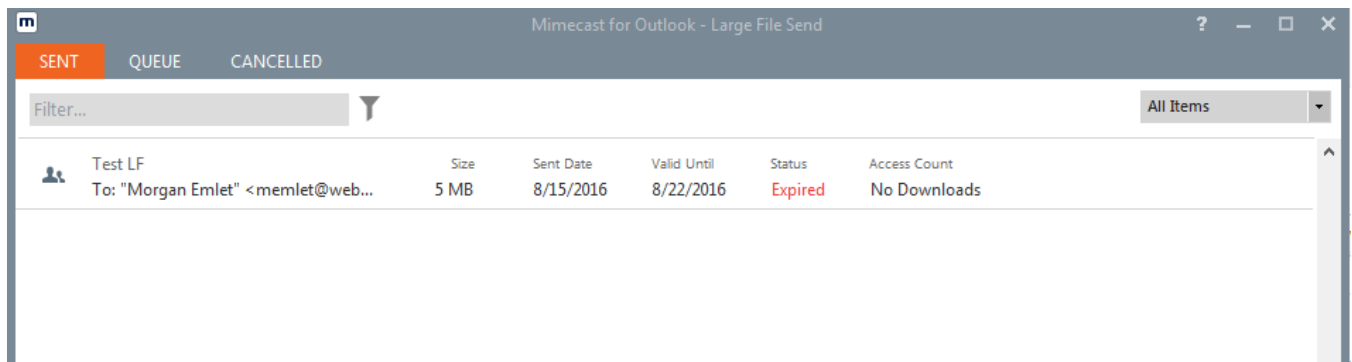 m
Mimecast for Outlook - Large File Send
?
SENT QUEUE CANCELLED
Filter...
All Items
Test LF Size Sent Date Valid Until Status Access Count
To: "Morgan Emlet" <memlet@web... 5 MB 8/15/2016 8/22/2016 Expired No Downloads